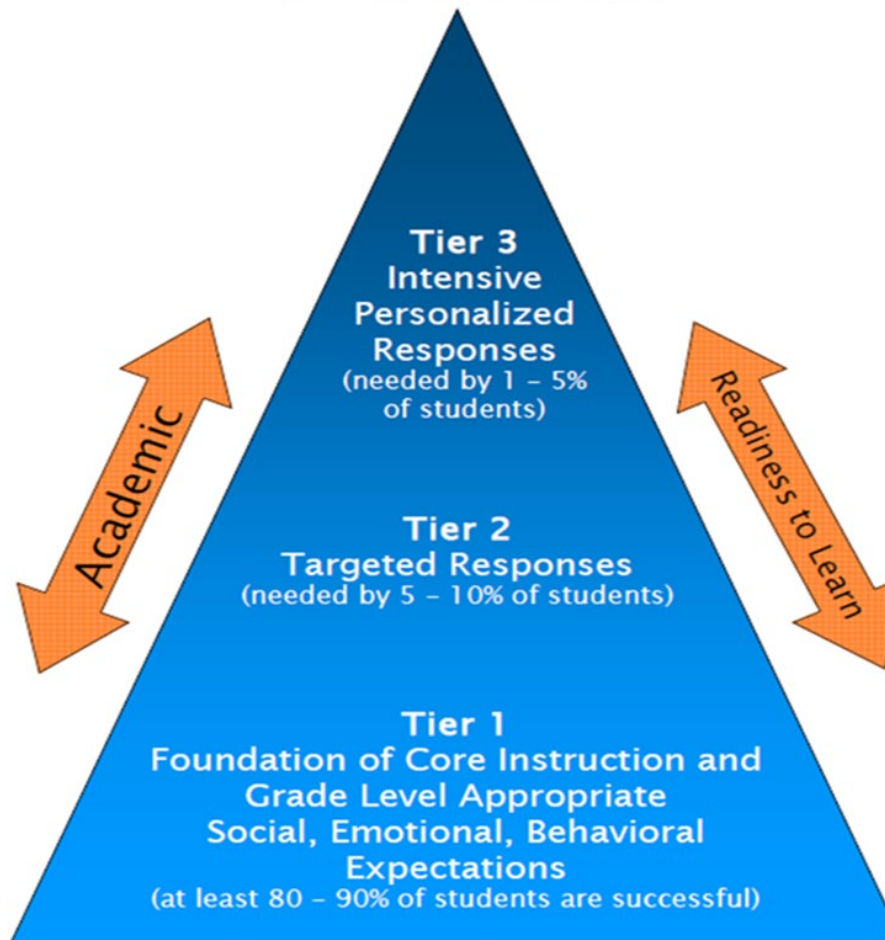 Tier 3
Intensive
Personalized
Responses
(needed by 1 – 5%
of students)
Academic
Readiness to Learn
Tier 2
Targeted Responses
(needed by 5 – 10% of students)
Tier 1
Foundation of Core Instruction and
Grade Level Appropriate
Social, Emotional, Behavioral
Expectations
(at least 80 – 90% of students are successful)